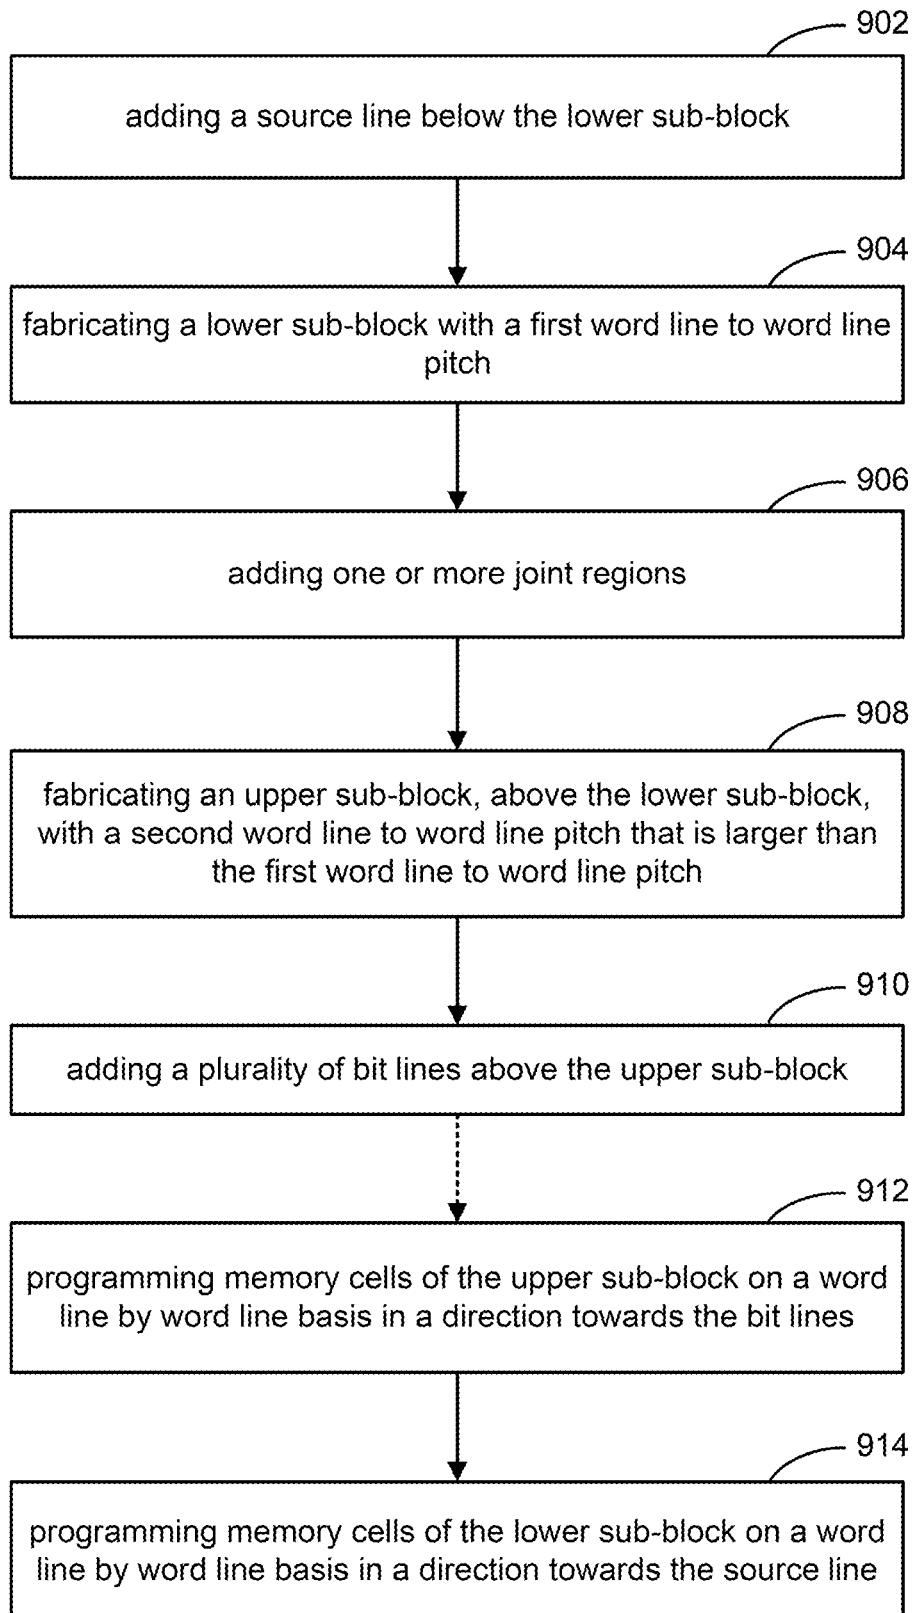 902
adding a source line below the lower sub-block
904
fabricating a lower sub-block with a first word line to word line
pitch
906
adding one or more joint regions
908
fabricating an upper sub-block, above the lower sub-block,
with a second word line to word line pitch that is larger than
the first word line to word line pitch
910
adding a plurality of bit lines above the upper sub-block
912
programming memory cells of the upper sub-block on a word
line by word line basis in a direction towards the bit lines
914
programming memory cells of the lower sub-block on a word
line by word line basis in a direction towards the source line